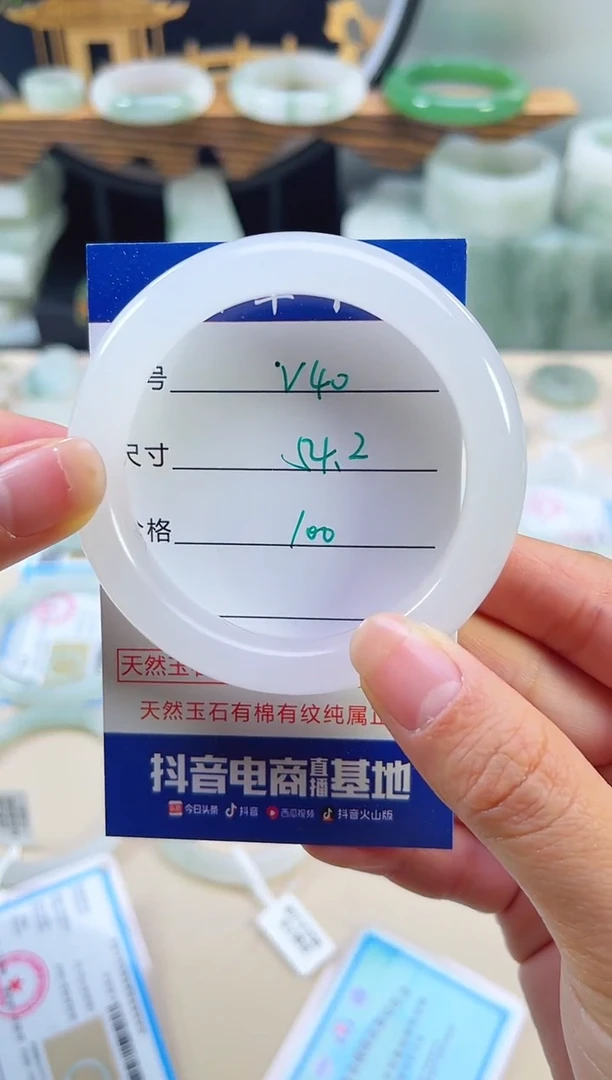 号 V40
尺寸 54.2
格 100
天然玉石
天然玉石有棉有纹纯属
抖音电商直播基地
今日头条 抖音 西瓜视频 抖音火山版